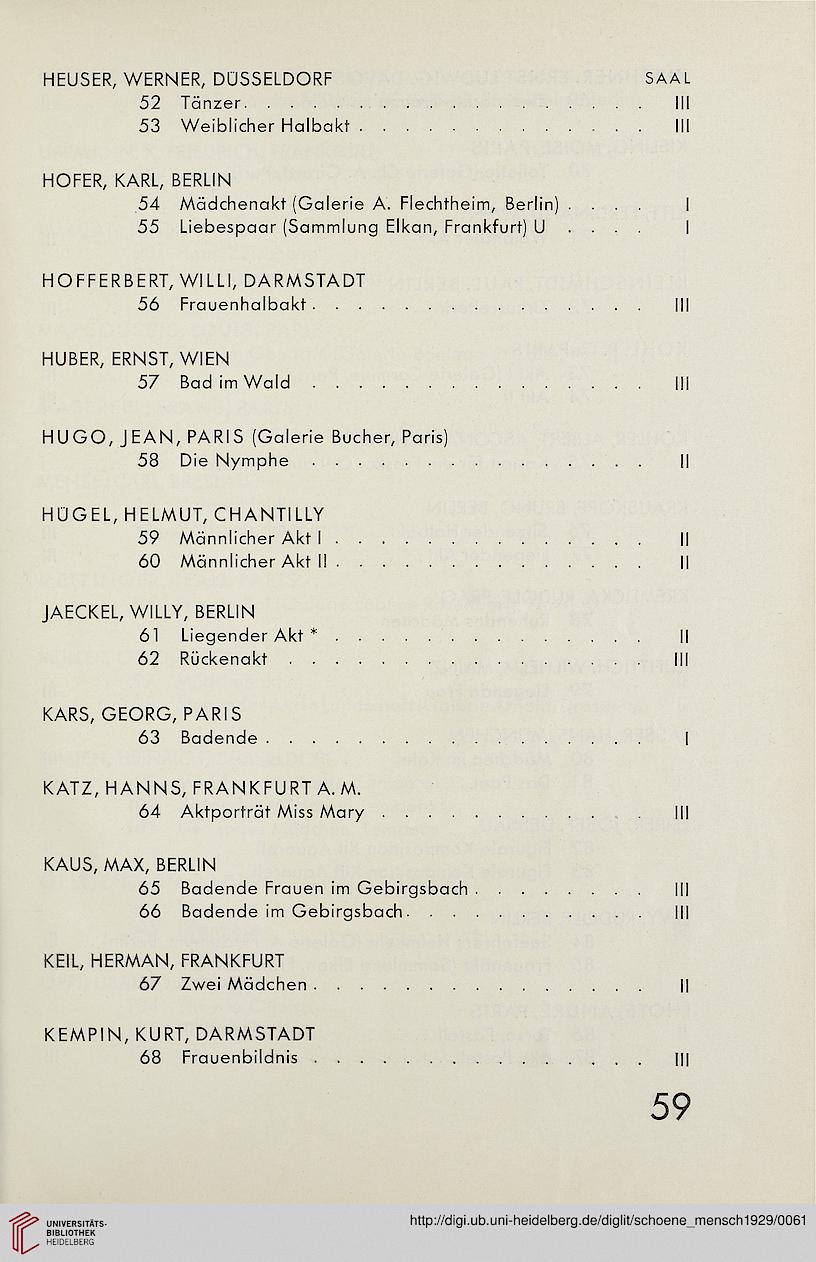 HEUSER, WERNER, DÜSSELDORF SAAL
52 Tänzer. . . . . . . . . . . . . . . . . . III
53 Weiblicher Halbakt . . . . . . . . . . . . . III
HOFER, KARL, BERLIN
54 Mädchenakt (Galerie A. Flechtheim, Berlin) . . . . I
55 Liebespaar (Sammlung Elkan, Frankfurt) U . . . . I
HOFFERBERT, WILLI, DARMSTADT
56 Frauenhalbakt . . . . . . . . . . . . . . . III
HUBER, ERNST, WIEN
57 Bad im Wald . . . . . . . . . . . . . . . III
HUGO, JEAN, PARIS (Galerie Bucher, Paris)
58 Die Nymphe . . . . . . . . . . . . . . . II
HÜGEL, HELMUT, CHANTILLY
59 Männlicher Akt I . . . . . . . . . . . . . . II
60 Männlicher Akt II . . . . . . . . . . . . . . II
JAECKEL, WILLY, BERLIN
61 Liegender Akt * . . . . . . . . . . . . . . II
62 Rückenakt . . . . . . . . . . . . . . . . III
KARS, GEORG, PARIS
63 Badende . . . . . . . . . . . . . . . . . I
KATZ, HANNS, FRANKFURT A. M.
64 Aktporträt Miss Mary . . . . . . . . . . . . III
KAUS, MAX, BERLIN
65 Badende Frauen im Gebirgsbach . . . . . . . . III
66 Badende im Gebirgsbach. . . . . . . . . . . III
KEIL, HERMAN, FRANKFURT
67 Zwei Mädchen . . . . . . . . . . . . . . . II
KEMPIN, KURT, DARMSTADT
68 Frauenbildnis . . . . . . . . . . . . . . . III
59
UNIVERSITÄTS-
BIBLIOTHEK
HEIDELBERG
http://digi.ub.uni-heidelberg.de/diglit/schoene_mensch1929/0061